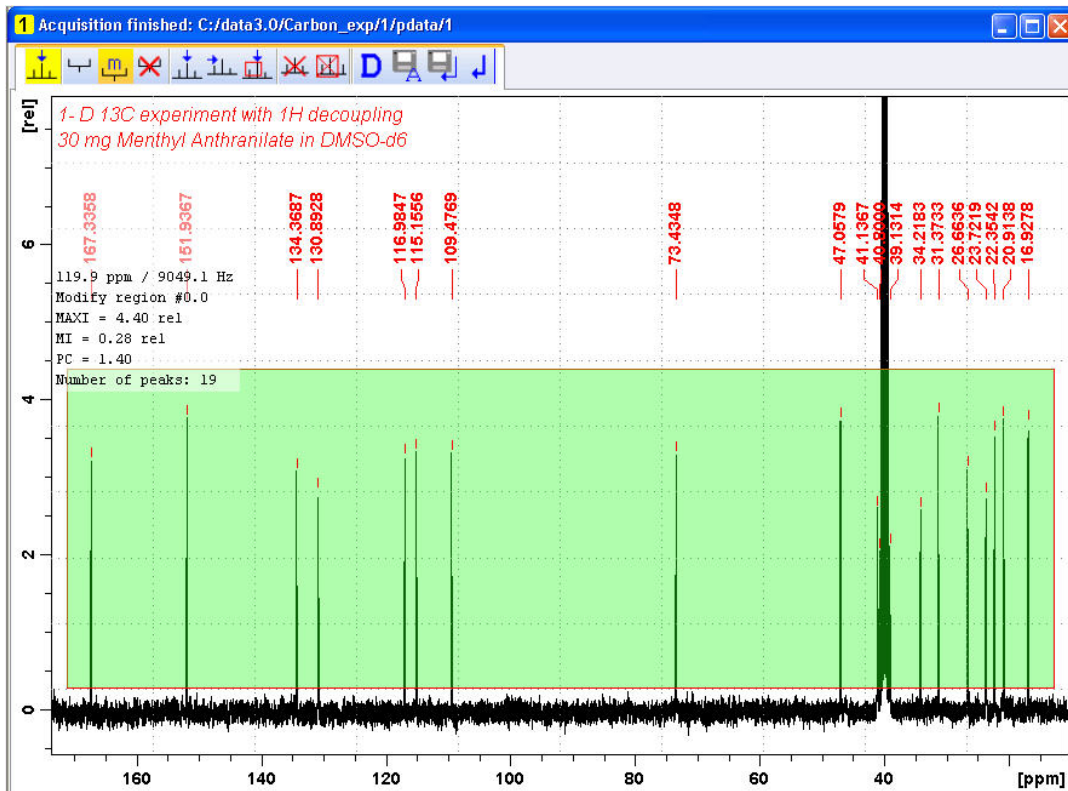 1 Acquisition finished: C:/data3.0/Carbon_exp/1/pdata/1
m D A
[rel]
1- D 13C experiment with 1H decoupling
30 mg Menthyl Anthranilate in DMSO-d6
167.3358
151.9367
134.3687
130.8928
116.9847
115.1556
109.4769
73.4348
47.0579
41.1367
39.1314
34.2183
31.3733
26.6636
23.7219
22.3542
20.9138
16.9278
119.9 ppm / 9049.1 Hz
Modify region #0.0
MAXI = 4.40 rel
MI = 0.28 rel
PC = 1.40
Number of peaks: 19
6
4
2
0
160 140 120 100 80 60 40 [ppm]